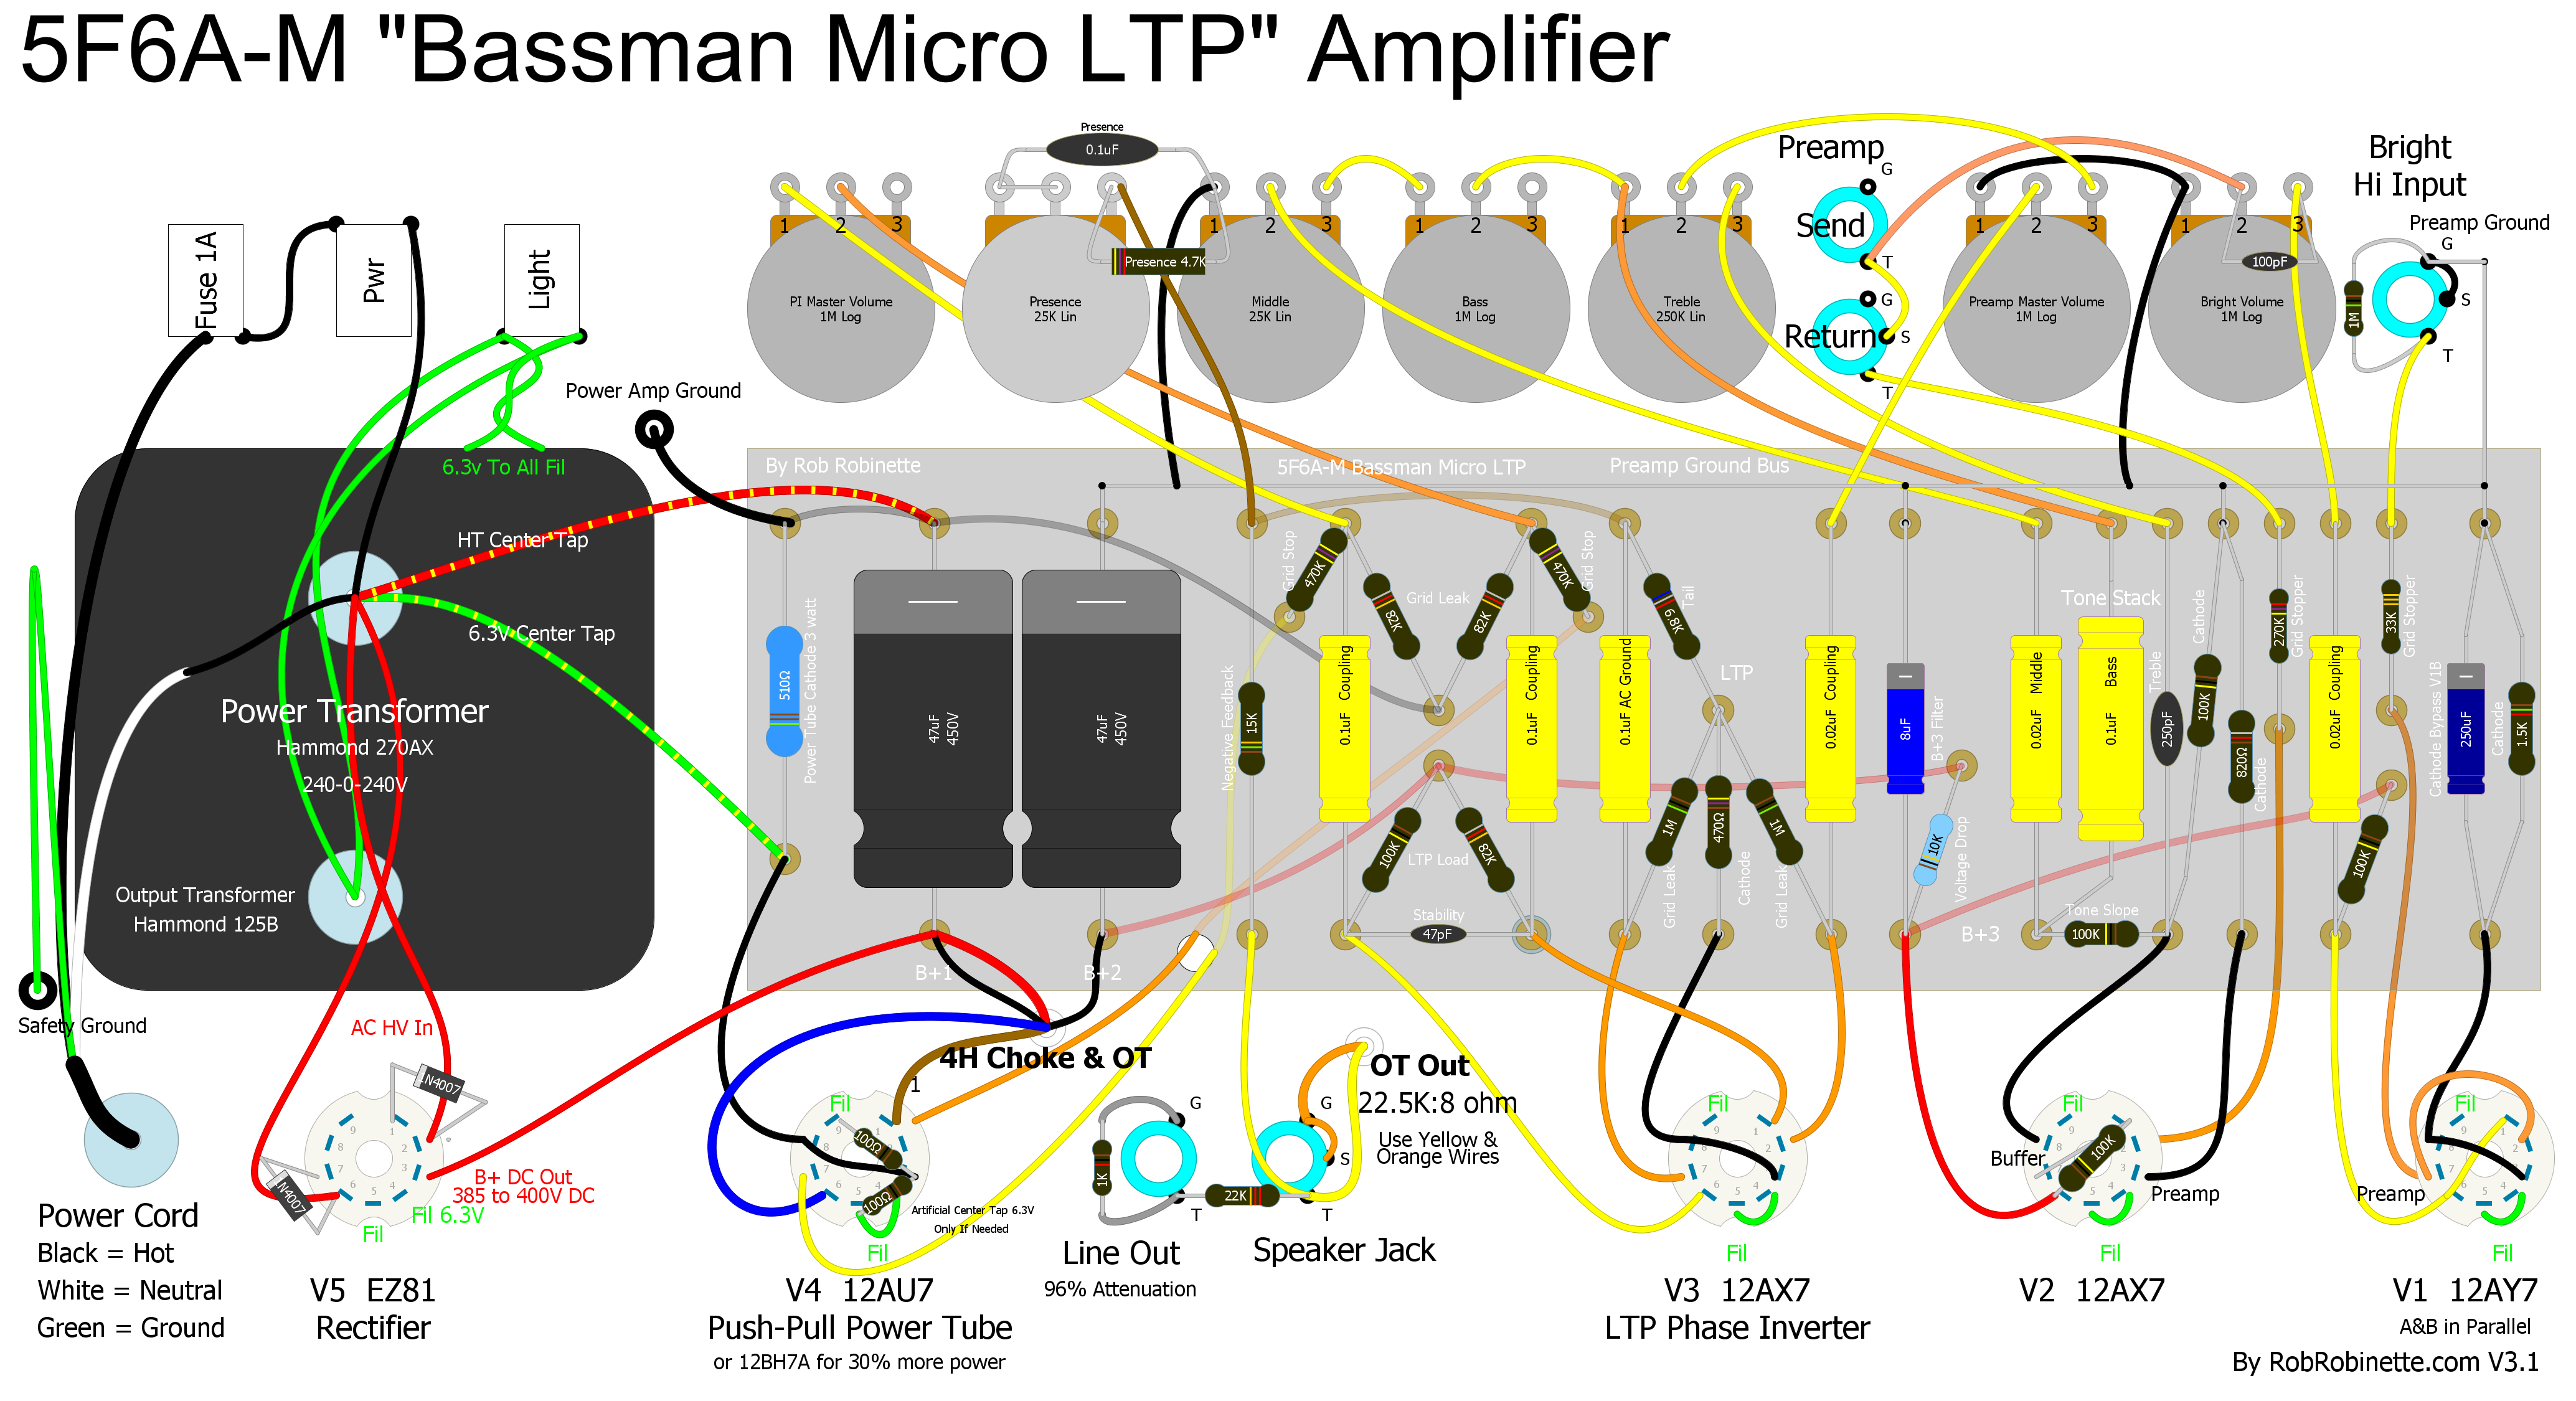 5F6A-M "Bassman Micro LTP" Amplifier
Presence
0.1uF
Preamp
G
Send
T
G
Return
S
T
Bright
Hi Input
Preamp Ground
G
S
T
1M
Fuse 1A
Pwr
Light
1 2 3
PI Master Volume
1M Log
Presence 4.7K
Presence
25K Lin
1 2 3
Middle
25K Lin
1 2 3
Bass
1M Log
1 2 3
Treble
250K Lin
1 2 3
Preamp Master Volume
1M Log
1 2 3
100pF
Bright Volume
1M Log
Power Amp Ground
6.3v To All Fil
HT Center Tap
6.3V Center Tap
Power Transformer
Hammond 270AX
240-0-240V
Output Transformer
Hammond 125B
Safety Ground
By Rob Robinette
5F6A-M Bassman Micro LTP
Preamp Ground Bus
510Ω
Power Tube Cathode 3 watt
47uF
450V
47uF
450V
Negative Feedback
15K
Grid Stop
470K
0.1uF Coupling
82K
Grid Leak
82K
470K
Grid Stop
0.1uF Coupling
0.1uF AC Ground
6.8K
Tail
LTP
100K
LTP Load
82K
Stability
47pF
1M
Grid Leak
470Ω
Cathode
1M
Grid Leak
0.02uF Coupling
8uF
B+3 Filter
10K
Voltage Drop
B+3
Tone Stack
0.02uF Middle
0.1uF Bass
Treble
250pF
Tone Slope
100K
Cathode
100K
820Ω
Cathode
270K
Grid Stopper
0.02uF Coupling
33K
Grid Stopper
100K
Cathode Bypass V1B
250uF
Cathode
1.5K
B+1
B+2
AC HV In
1N4007
1N4007
B+ DC Out
385 to 400V DC
Fil 6.3V
Fil
4H Choke & OT
1
Fil
100Ω
100Ω
Artificial Center Tap 6.3V
Only If Needed
Fil
G
1K
T
22K
OT Out
22.5K:8 ohm
Use Yellow &
Orange Wires
G
S
T
Fil
Fil
Fil
Buffer
100K
Preamp
Fil
Fil
Preamp
Fil
Power Cord
Black = Hot
White = Neutral
Green = Ground
V5 EZ81
Rectifier
V4 12AU7
Push-Pull Power Tube
or 12BH7A for 30% more power
Line Out
96% Attenuation
Speaker Jack
V3 12AX7
LTP Phase Inverter
V2 12AX7
V1 12AY7
A&B in Parallel
By RobRobinette.com V3.1